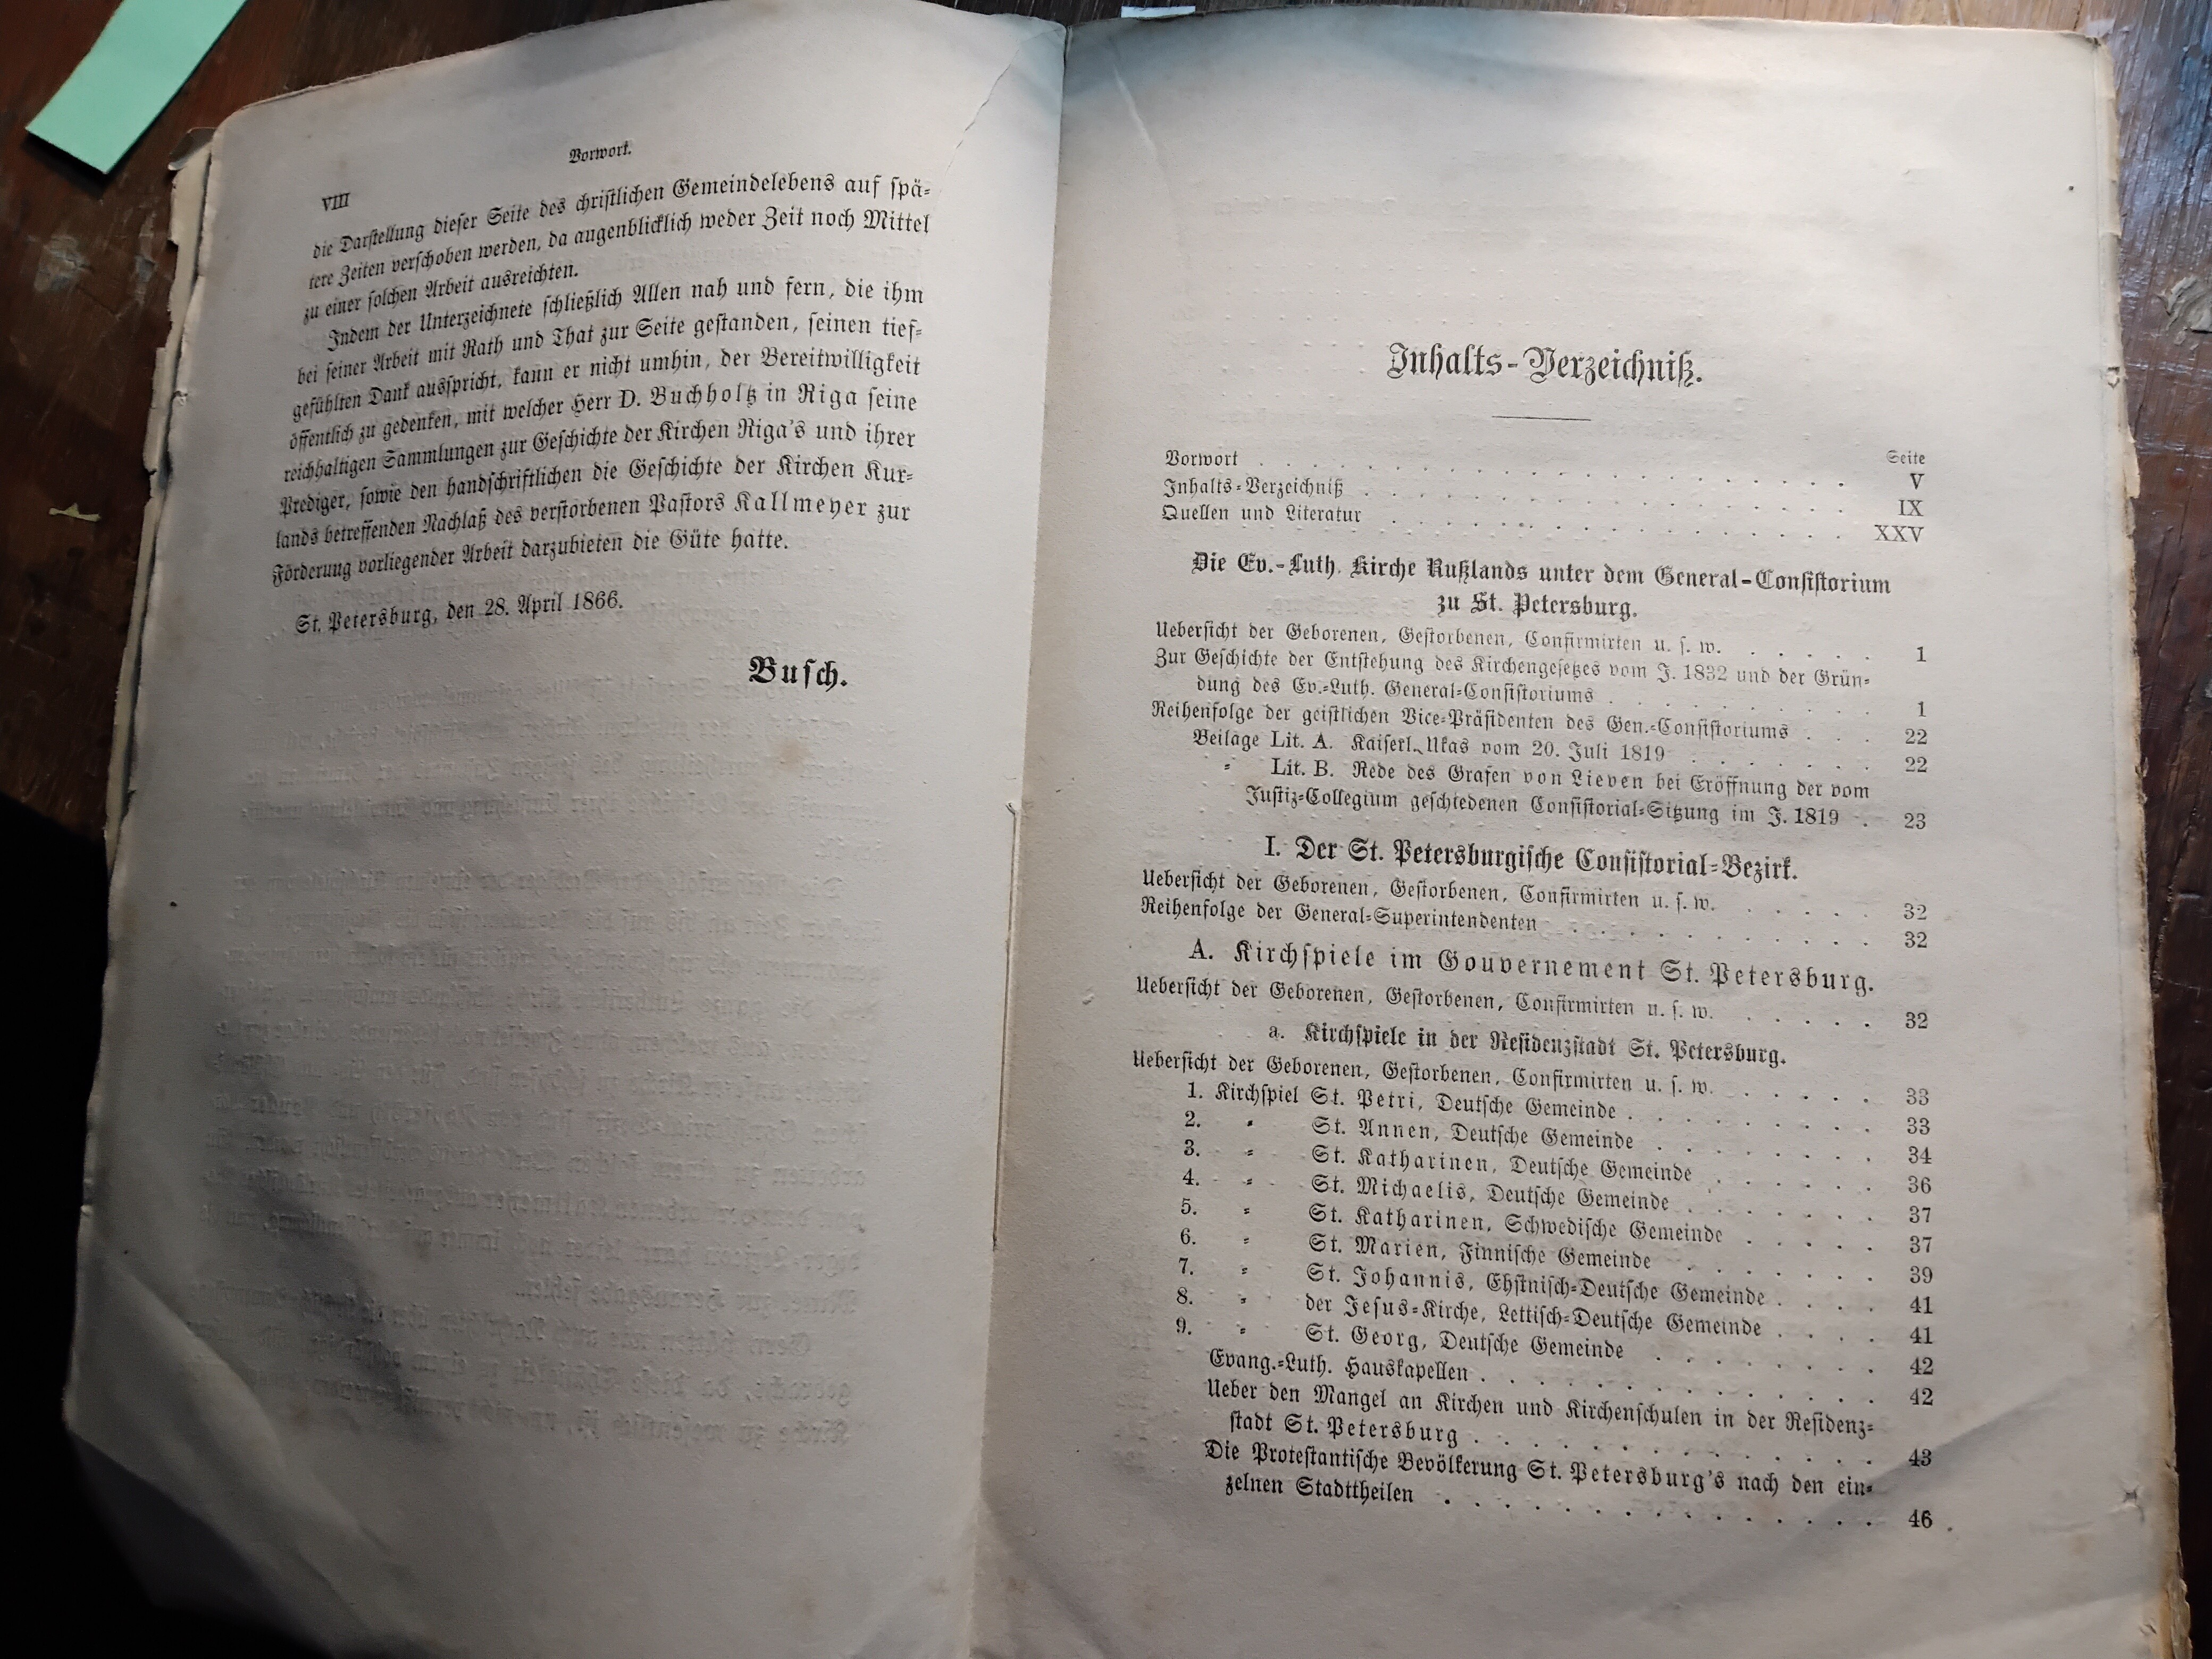 VIII
Vorwort.
die Darstellung dieser Seite des christlichen Gemeindelebens auf spä-
tere Zeiten verschoben werden, da augenblicklich weder Zeit noch Mittel
zu einer solchen Arbeit ausreichten.
Indem der Unterzeichnete schließlich Allen nah und fern, die ihm
bei seiner Arbeit mit Rath und That zur Seite gestanden, seinen tief-
gefühlten Dank ausspricht, kann er nicht umhin, der Bereitwilligkeit
öffentlich zu gedenken, mit welcher Herr D. Buchholtz in Riga seine
reichhaltigen Sammlungen zur Geschichte der Kirchen Riga's und ihrer
Prediger, sowie den handschriftlichen die Geschichte der Kirchen Kur-
lands betreffenden Nachlaß des verstorbenen Pastors Kallmeyer zur
Förderung vorliegender Arbeit darzubieten die Güte hatte.
St. Petersburg, den 28. April 1866.
Busch.
Inhalts-Verzeichniß.
Seite
Vorwort . . . . . V
Inhalts-Verzeichniß . . . . . IX
Quellen und Literatur . . . . . XXV
Die Ev.-Luth. Kirche Rußlands unter dem General-Consistorium
zu St. Petersburg.
Uebersicht der Geborenen, Gestorbenen, Confirmirten u. s. w. . . . . . 1
Zur Geschichte der Entstehung des Kirchengesetzes vom J. 1832 und der Grün-
dung des Ev.-Luth. General-Consistoriums . . . . . 1
Reihenfolge der geistlichen Vice-Präsidenten des Gen.-Consistoriums . . . 22
Beilage Lit. A. Kaiserl. Ukas vom 20. Juli 1819 . . . . . 22
" Lit. B. Rede des Grafen von Lieven bei Eröffnung der vom
Justiz-Collegium geschiedenen Consistorial-Sitzung im J. 1819 . 23
I. Der St. Petersburgische Consistorial-Bezirk.
Uebersicht der Geborenen, Gestorbenen, Confirmirten u. s. w. . . . . . 32
Reihenfolge der General-Superintendenten . . . . . 32
A. Kirchspiele im Gouvernement St. Petersburg.
Uebersicht der Geborenen, Gestorbenen, Confirmirten u. s. w. . . . . . 32
a. Kirchspiele in der Residenzstadt St. Petersburg.
Uebersicht der Geborenen, Gestorbenen, Confirmirten u. s. w. . . . . . 33
1. Kirchspiel St. Petri, Deutsche Gemeinde . . . . . 33
2. " St. Annen, Deutsche Gemeinde . . . . . 34
3. " St. Katharinen, Deutsche Gemeinde . . . . . 36
4. " St. Michaelis, Deutsche Gemeinde . . . . . 37
5. " St. Katharinen, Schwedische Gemeinde . . . . . 37
6. " St. Marien, Finnische Gemeinde . . . . . 39
7. " St. Johannis, Ehstnisch-Deutsche Gemeinde . . . . 41
8. " der Jesus-Kirche, Lettisch-Deutsche Gemeinde . . . . 41
9. " St. Georg, Deutsche Gemeinde . . . . . 42
Evang.-Luth. Hauskapellen . . . . . 42
Ueber den Mangel an Kirchen und Kirchenschulen in der Residenz-
stadt St. Petersburg . . . . . 43
Die Protestantische Bevölkerung St. Petersburg's nach den ein-
zelnen Stadttheilen . . . . . 46